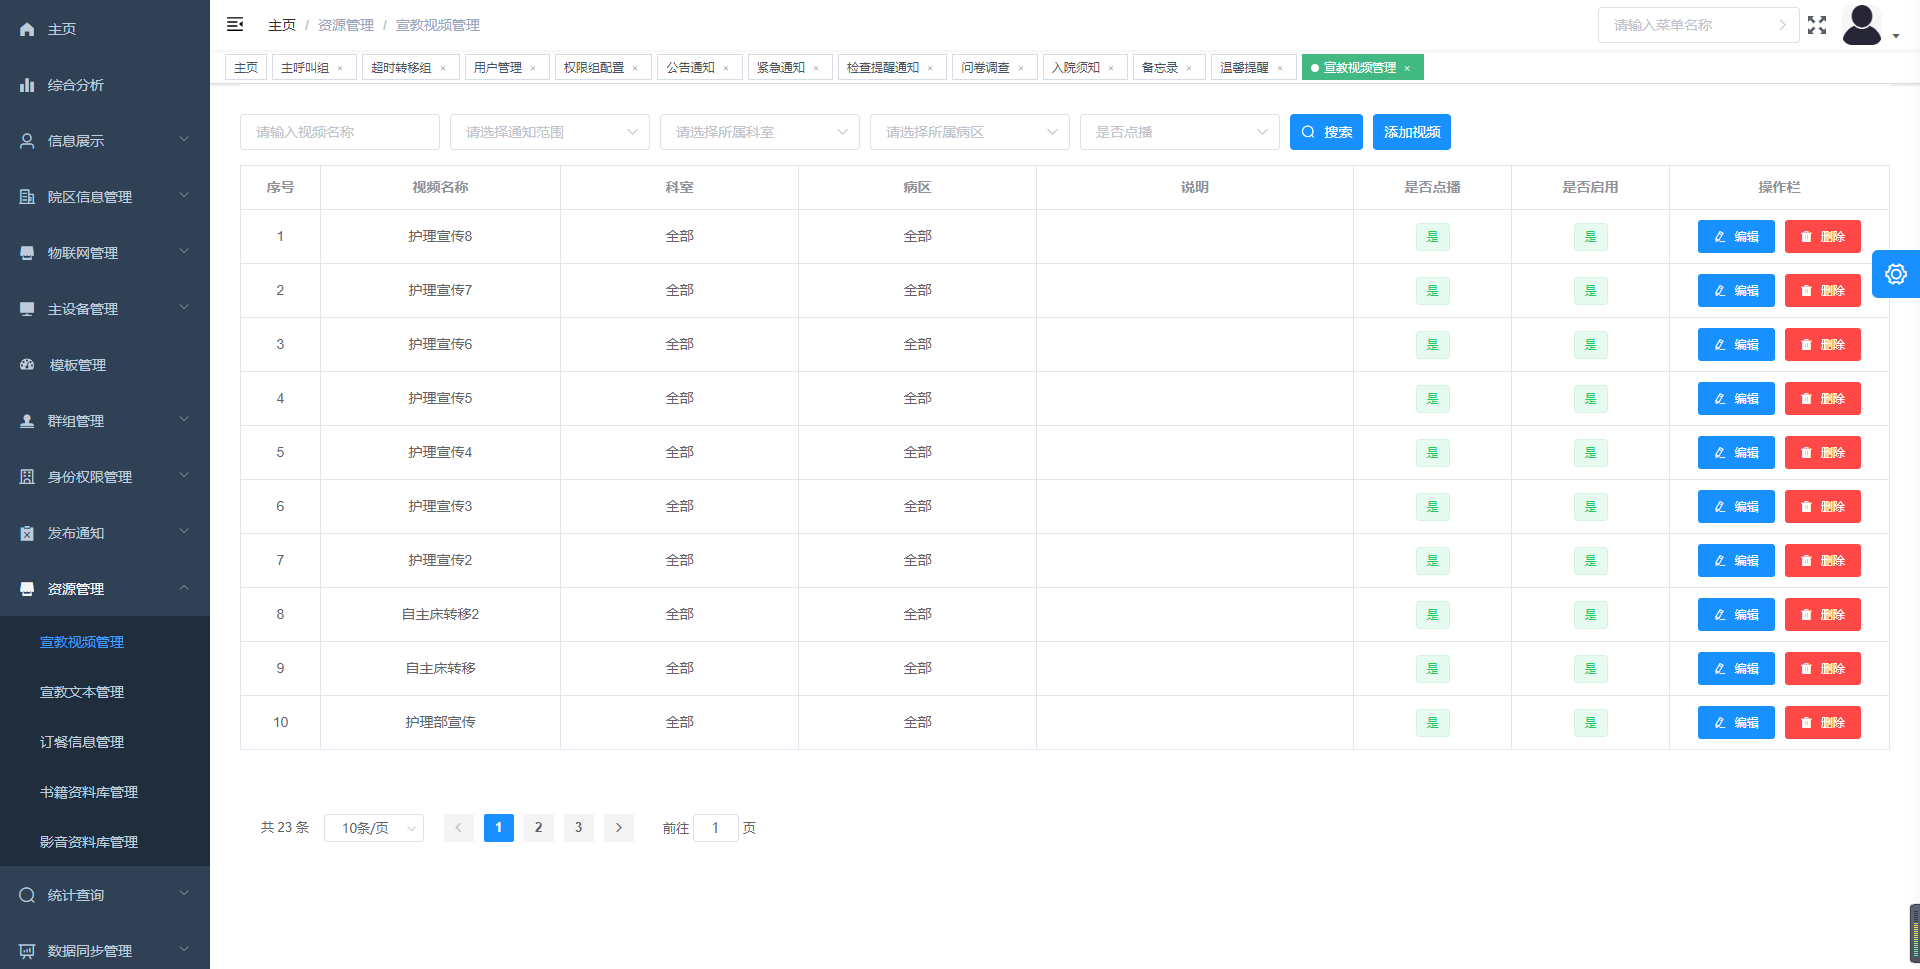 主页
综合分析
信息展示
院区信息管理
物联网管理
主设备管理
模板管理
群组管理
身份权限管理
发布通知
资源管理
宣教视频管理
宣教文本管理
订餐信息管理
书籍资料库管理
影音资料库管理
统计查询
数据同步管理
主页 / 资源管理 / 宣教视频管理
请输入菜单名称
主页 主呼叫组 × 超时转移组 × 用户管理 × 权限组配置 × 公告通知 × 紧急通知 × 检查提醒通知 × 问卷调查 × 入院须知 × 备忘录 × 温馨提醒 × 宣教视频管理 ×
请输入视频名称 请选择通知范围 请选择所属科室 请选择所属病区 是否点播 搜索 添加视频
序号 视频名称 科室 病区 说明 是否点播 是否启用 操作栏
1 护理宣传8 全部 全部 是 是 编辑 删除
2 护理宣传7 全部 全部 是 是 编辑 删除
3 护理宣传6 全部 全部 是 是 编辑 删除
4 护理宣传5 全部 全部 是 是 编辑 删除
5 护理宣传4 全部 全部 是 是 编辑 删除
6 护理宣传3 全部 全部 是 是 编辑 删除
7 护理宣传2 全部 全部 是 是 编辑 删除
8 自主床转移2 全部 全部 是 是 编辑 删除
9 自主床转移 全部 全部 是 是 编辑 删除
10 护理部宣传 全部 全部 是 是 编辑 删除
共 23 条 10条/页 1 2 3 前往 1 页